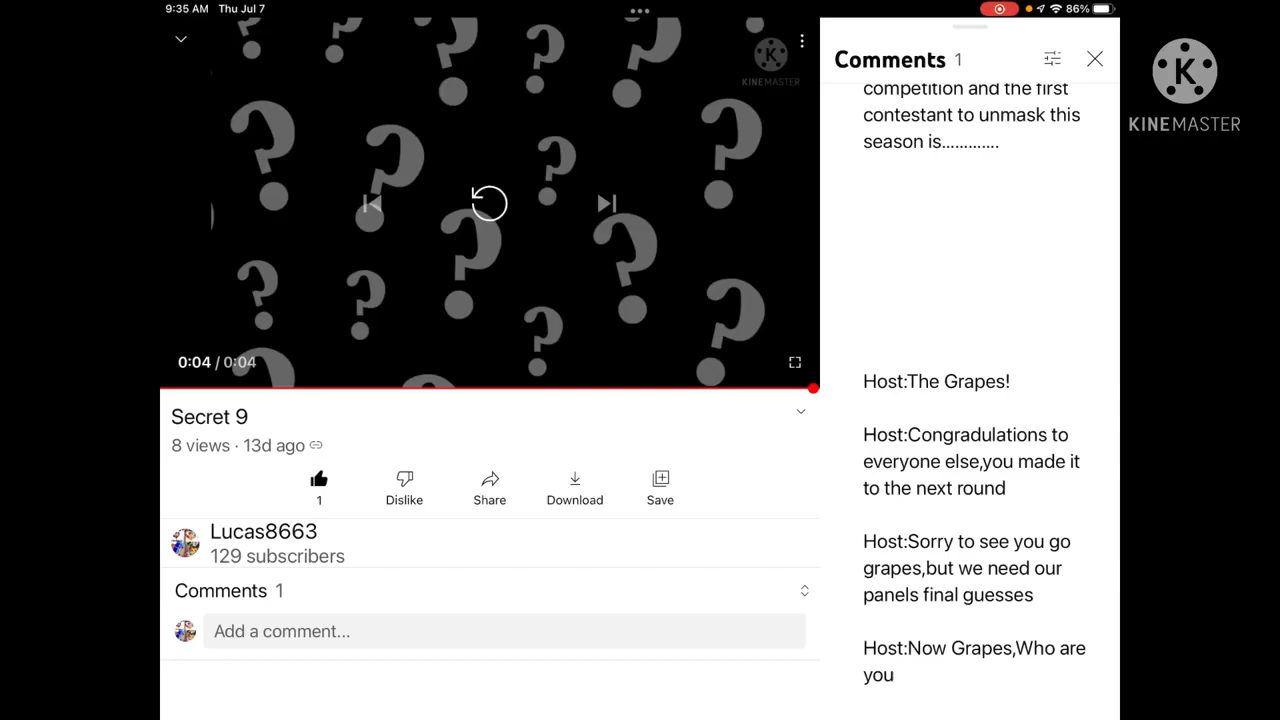 9:35 AM Thu Jul 7
86%
KINEMASTER
0:04 / 0:04
Secret 9
8 views · 13d ago
1
Dislike
Share
Download
Save
Lucas8663
129 subscribers
Comments 1
Add a comment...
Comments 1
competition and the first
contestant to unmask this
season is.............
Host:The Grapes!
Host:Congradulations to
everyone else,you made it
to the next round
Host:Sorry to see you go
grapes,but we need our
panels final guesses
Host:Now Grapes,Who are
you
K
KINEMASTER